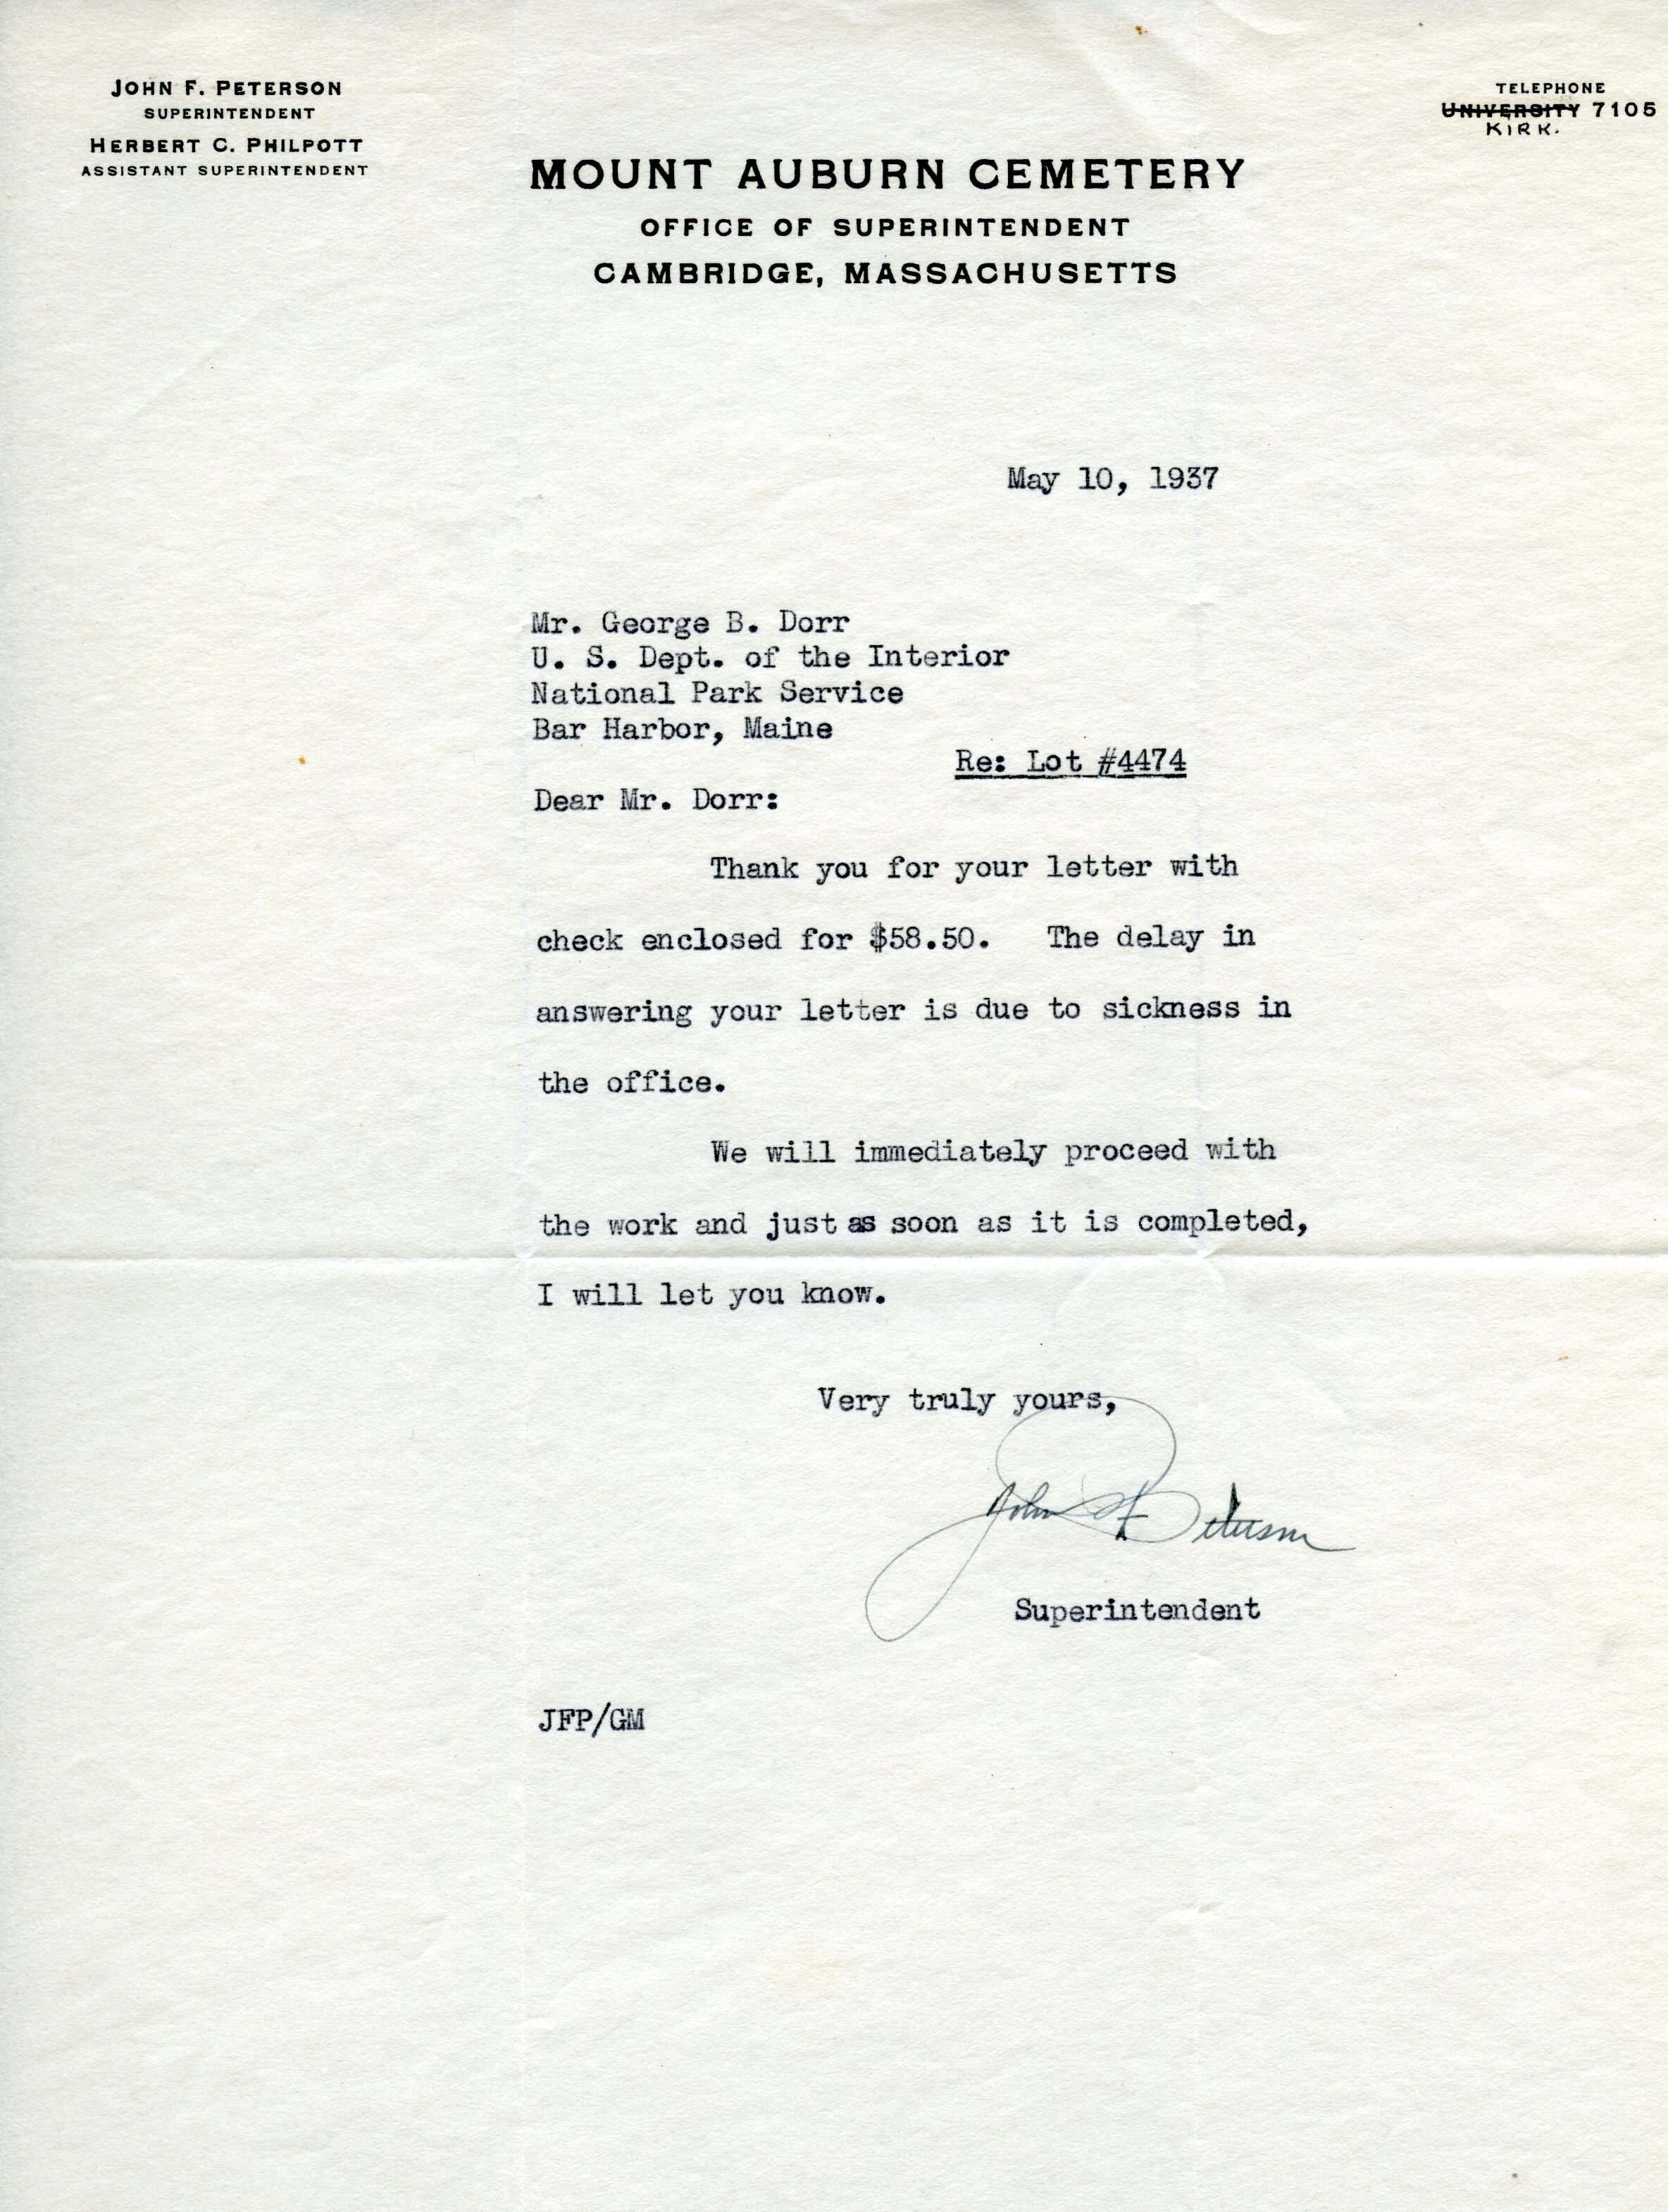 JOHN F. PETERSON
SUPERINTENDENT
HERBERT C. PHILPOTT
ASSISTANT SUPERINTENDENT
TELEPHONE
UNIVERSITY 7105
KIRK.
MOUNT AUBURN CEMETERY
OFFICE OF SUPERINTENDENT
CAMBRIDGE, MASSACHUSETTS
May 10, 1937
Mr. George B. Dorr
U. S. Dept. of the Interior
National Park Service
Bar Harbor, Maine
Re: Lot #4474
Dear Mr. Dorr:
Thank you for your letter with
check enclosed for $58.50. The delay in
answering your letter is due to sickness in
the office.
We will immediately proceed with
the work and just as soon as it is completed,
I will let you know.
Very truly yours,
John F Peterson
Superintendent
JFP/GM